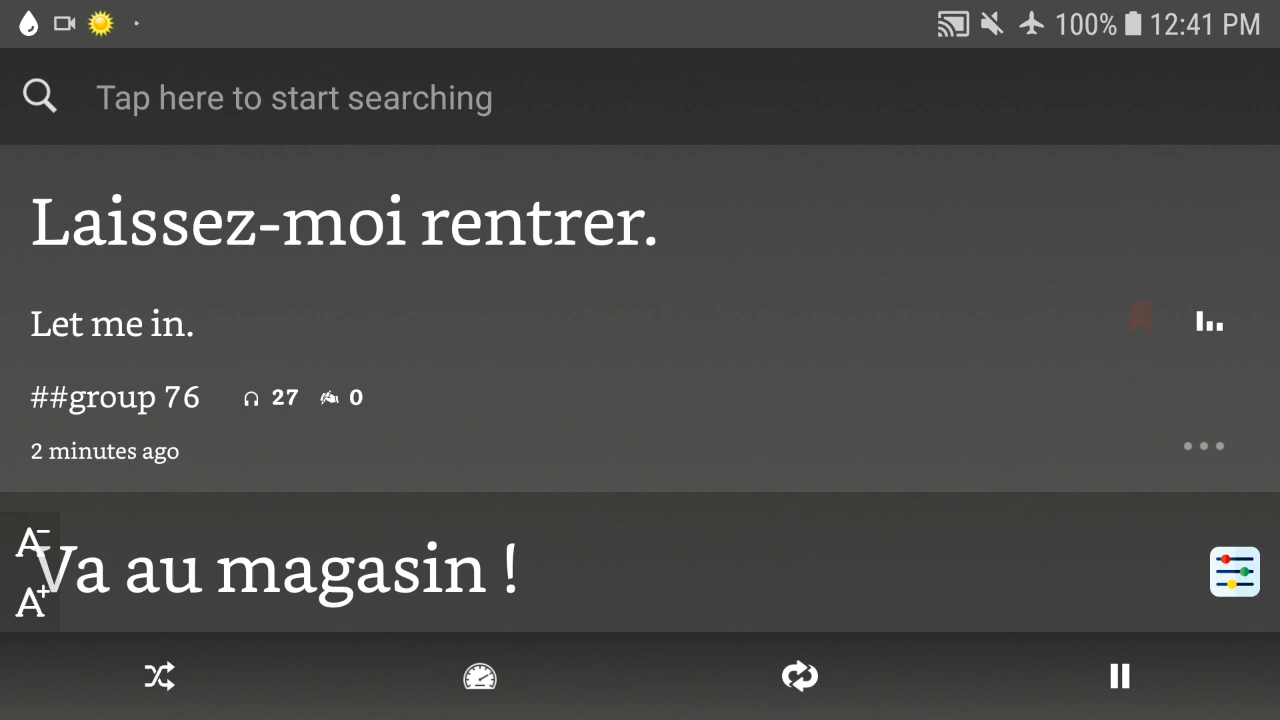 100% 12:41 PM
Tap here to start searching
Laissez-moi rentrer.
Let me in.
##group 76 27 0
2 minutes ago
A-
Va au magasin !
A+